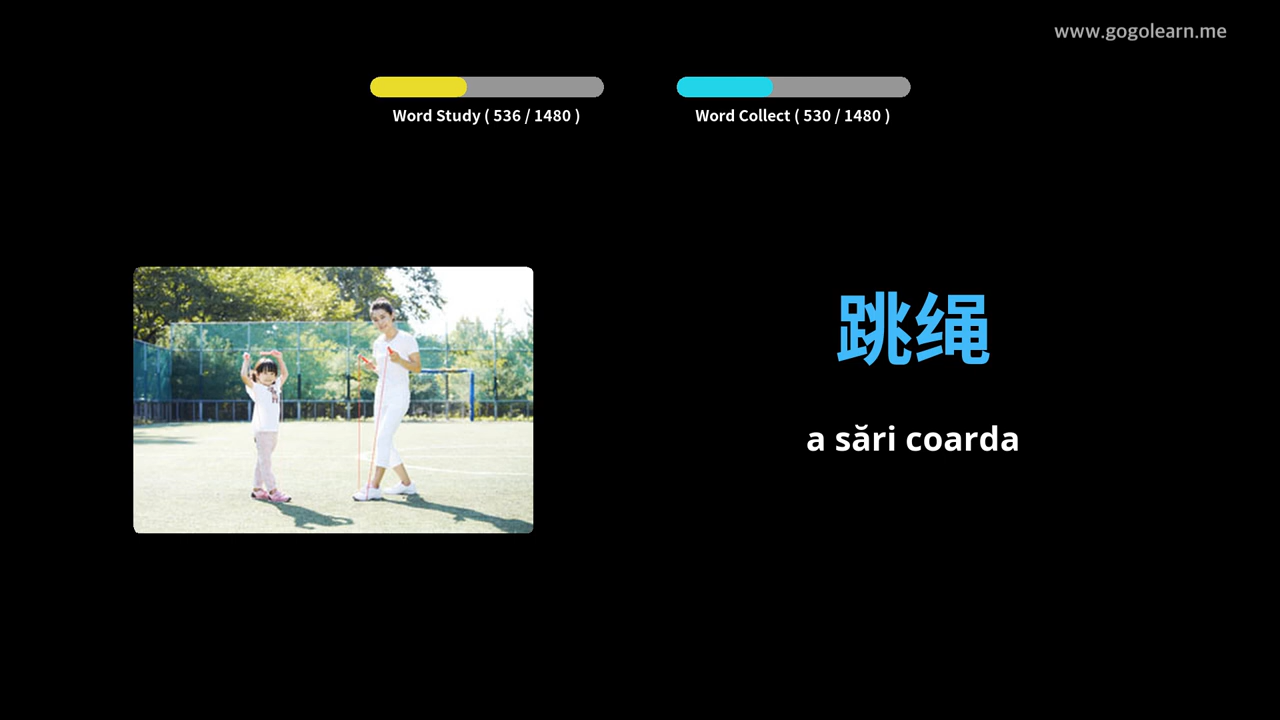 www.gogolearn.me
Word Study ( 536 / 1480 )
Word Collect ( 530 / 1480 )
跳绳
a sări coarda